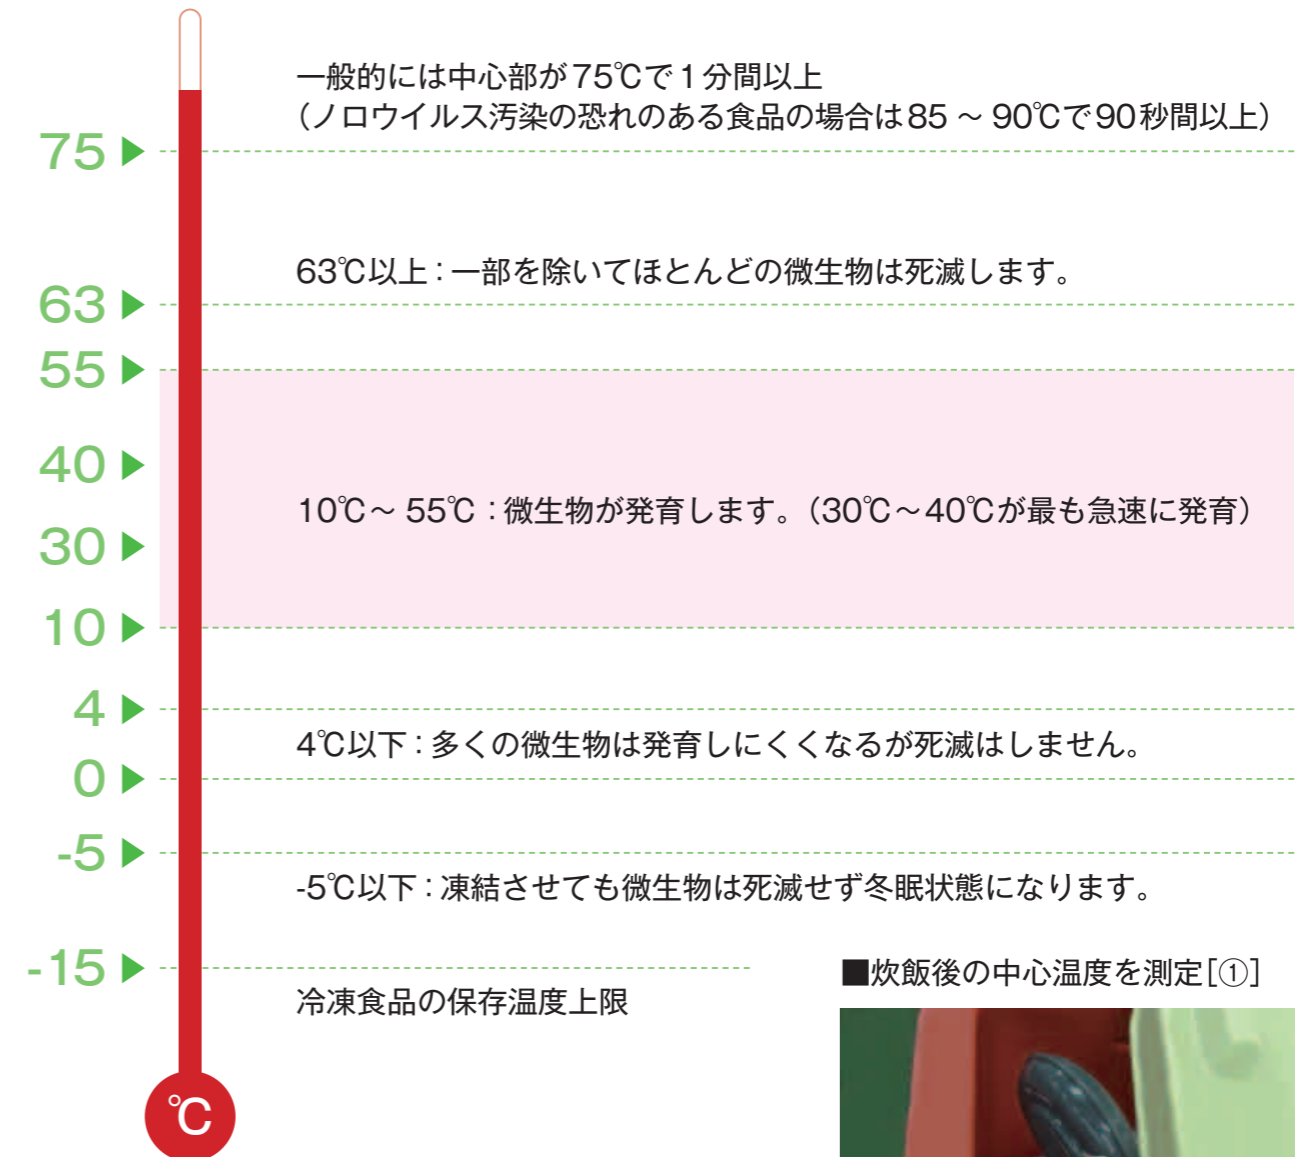 一般的には中心部が75℃で1分間以上
（ノロウイルス汚染の恐れのある食品の場合は85 ～ 90℃で90秒間以上）
75
63℃以上：一部を除いてほとんどの微生物は死滅します。
63
55
40
10℃～ 55℃：微生物が発育します。（30℃～40℃が最も急速に発育）
30
10
4
4℃以下：多くの微生物は発育しにくくなるが死滅はしません。
0
-5
-5℃以下：凍結させても微生物は死滅せず冬眠状態になります。
-15
■炊飯後の中心温度を測定［①］
冷凍食品の保存温度上限
℃